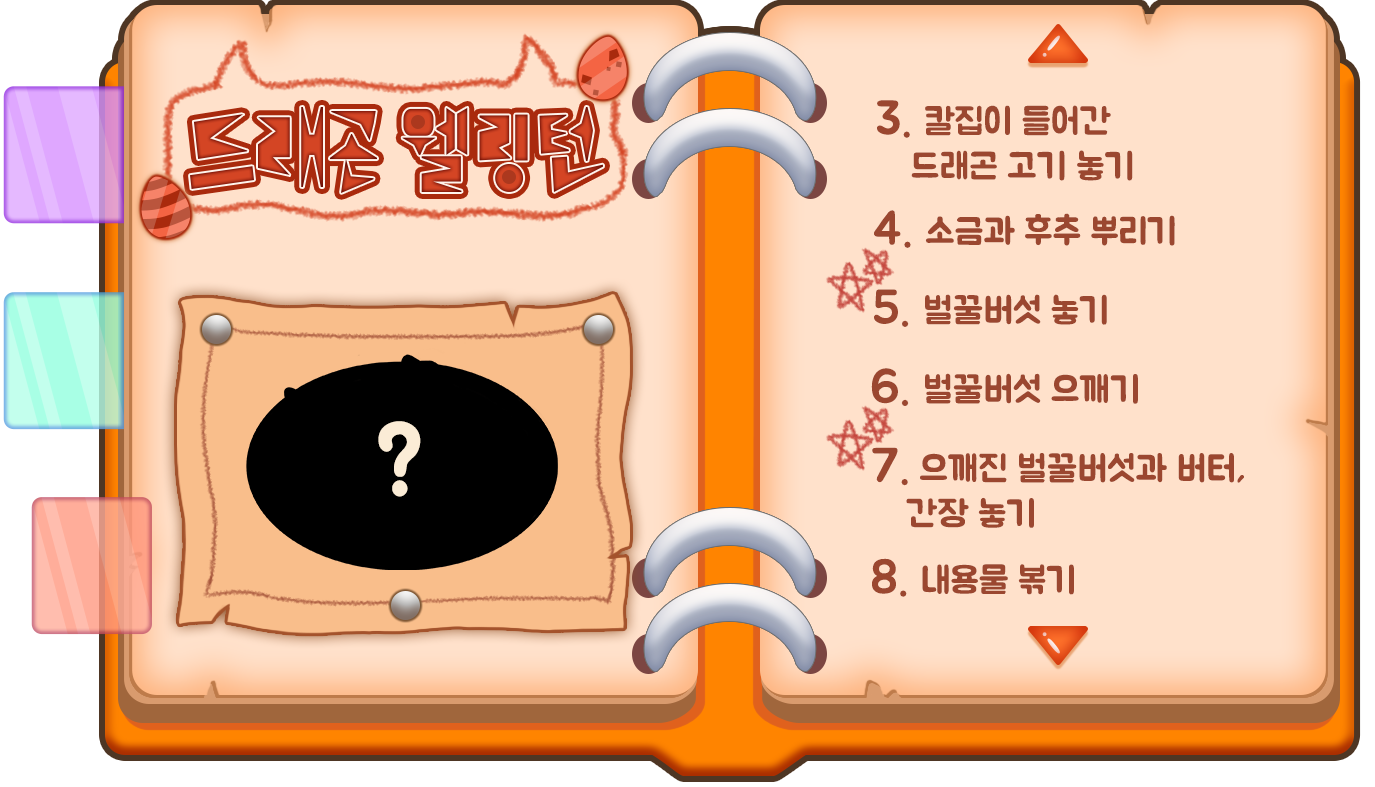 드래곤 웰링턴
?
3. 칼집이 들어간
드래곤 고기 놓기
4. 소금과 후추 뿌리기
5. 벌꿀버섯 놓기
6. 벌꿀버섯 으깨기
7. 으깨진 벌꿀버섯과 버터,
간장 놓기
8. 내용물 볶기